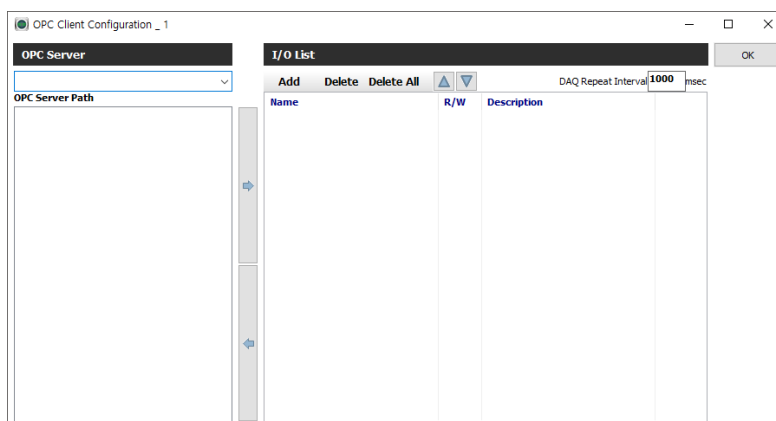 OPC Client Configuration _ 1
OPC Server
I/O List
OK
Add Delete Delete All DAQ Repeat Interval 1000 msec
OPC Server Path
Name R/W Description